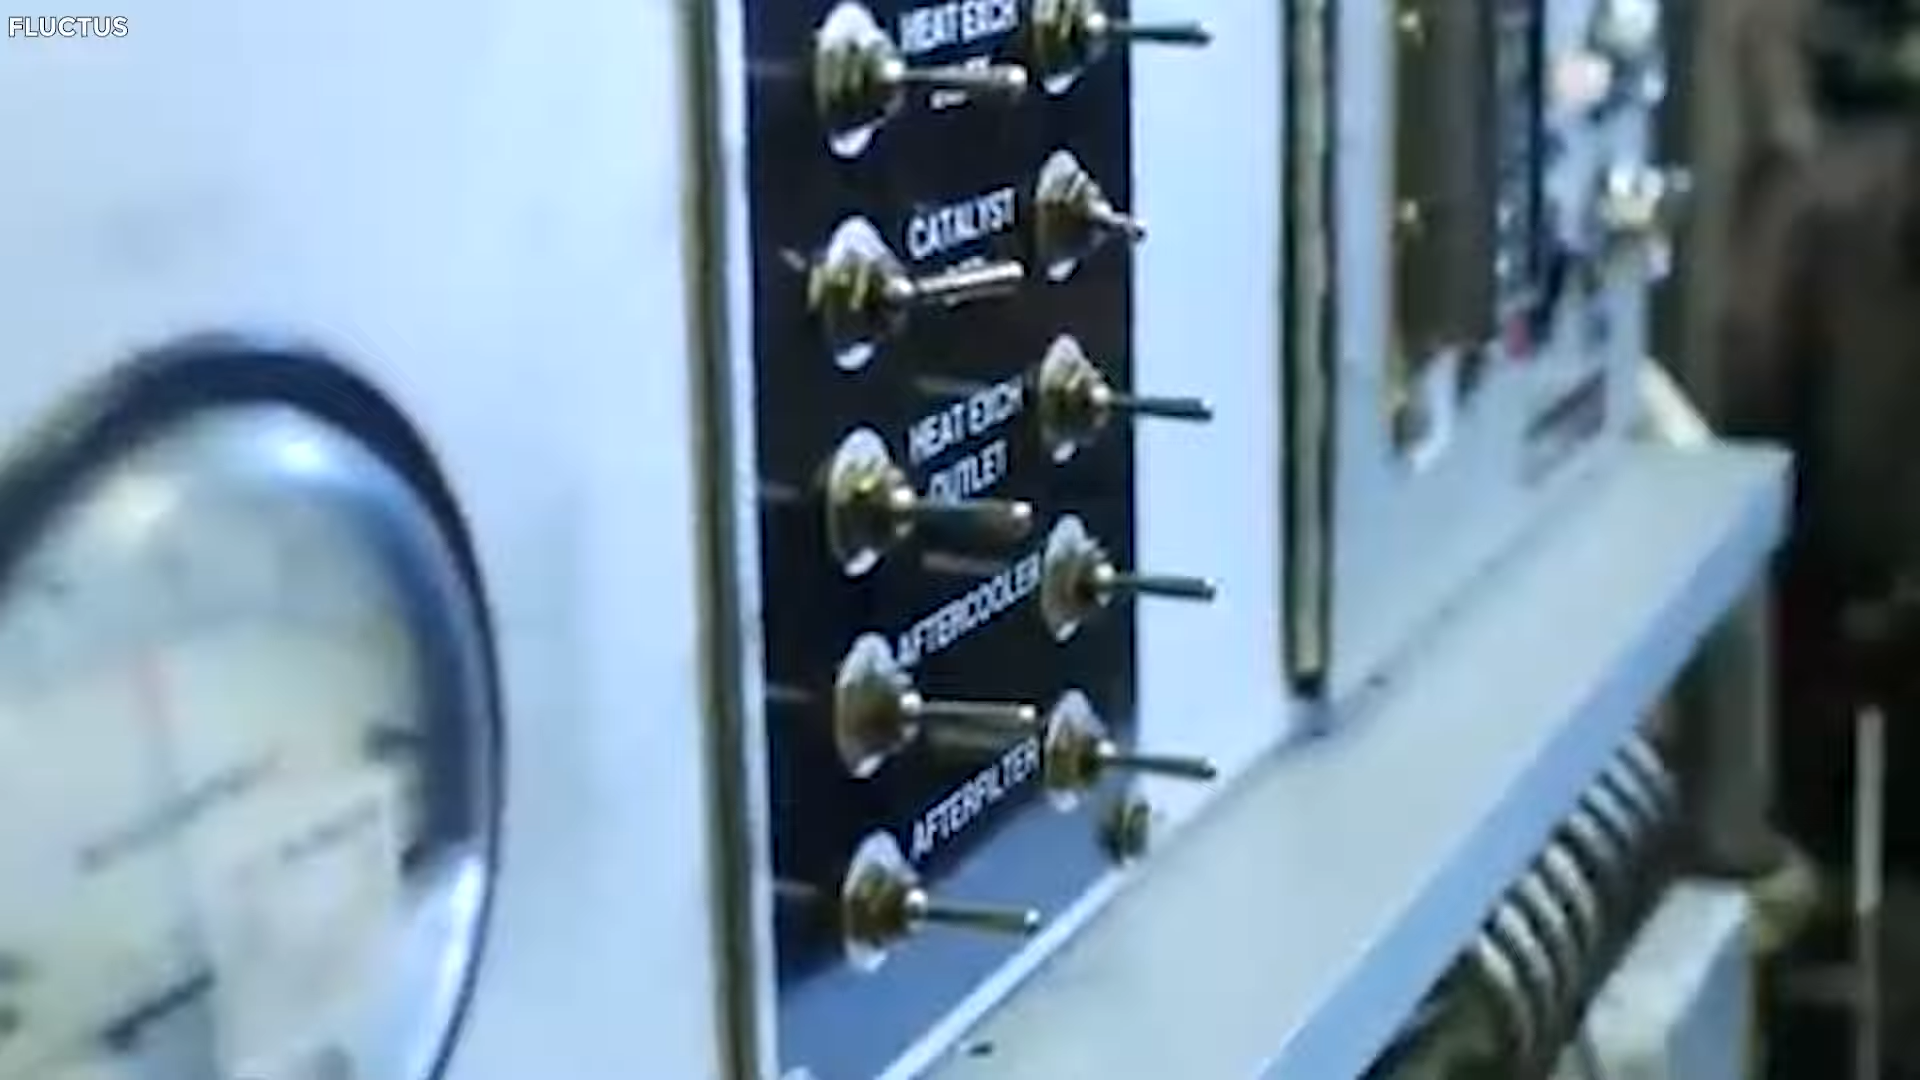 FLUCTUS
HEAT EXCH
CATALYST
HEAT EXCH
OUTLET
AFTERCOOLER
AFTERFILTER